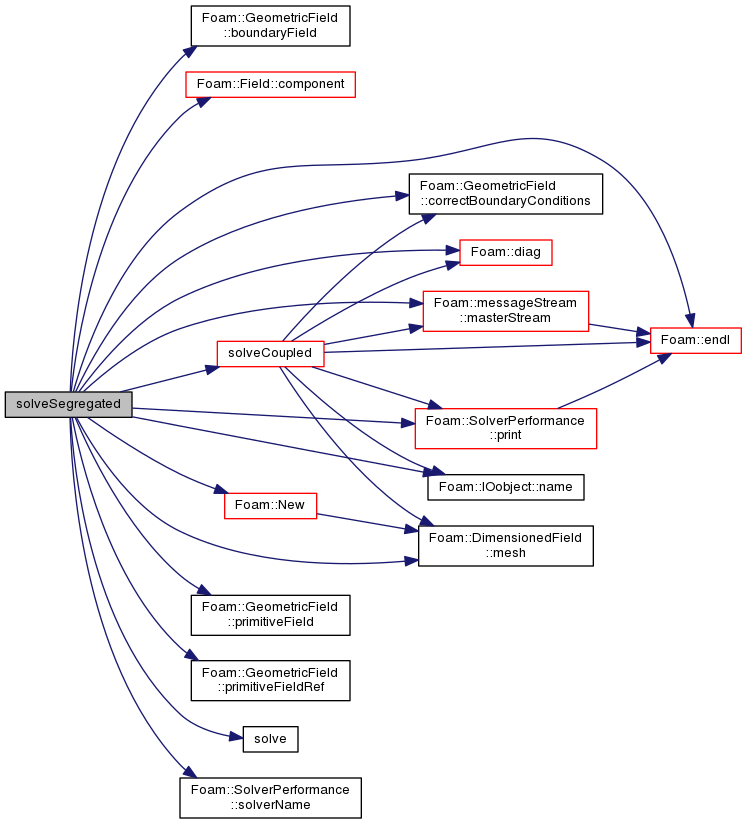 Foam::GeometricField
::boundaryField
Foam::Field::component
Foam::GeometricField
::correctBoundaryConditions
Foam::diag
Foam::messageStream
::masterStream
Foam::endl
solveCoupled
solveSegregated
Foam::SolverPerformance
::print
Foam::IOobject::name
Foam::New
Foam::DimensionedField
::mesh
Foam::GeometricField
::primitiveField
Foam::GeometricField
::primitiveFieldRef
solve
Foam::SolverPerformance
::solverName